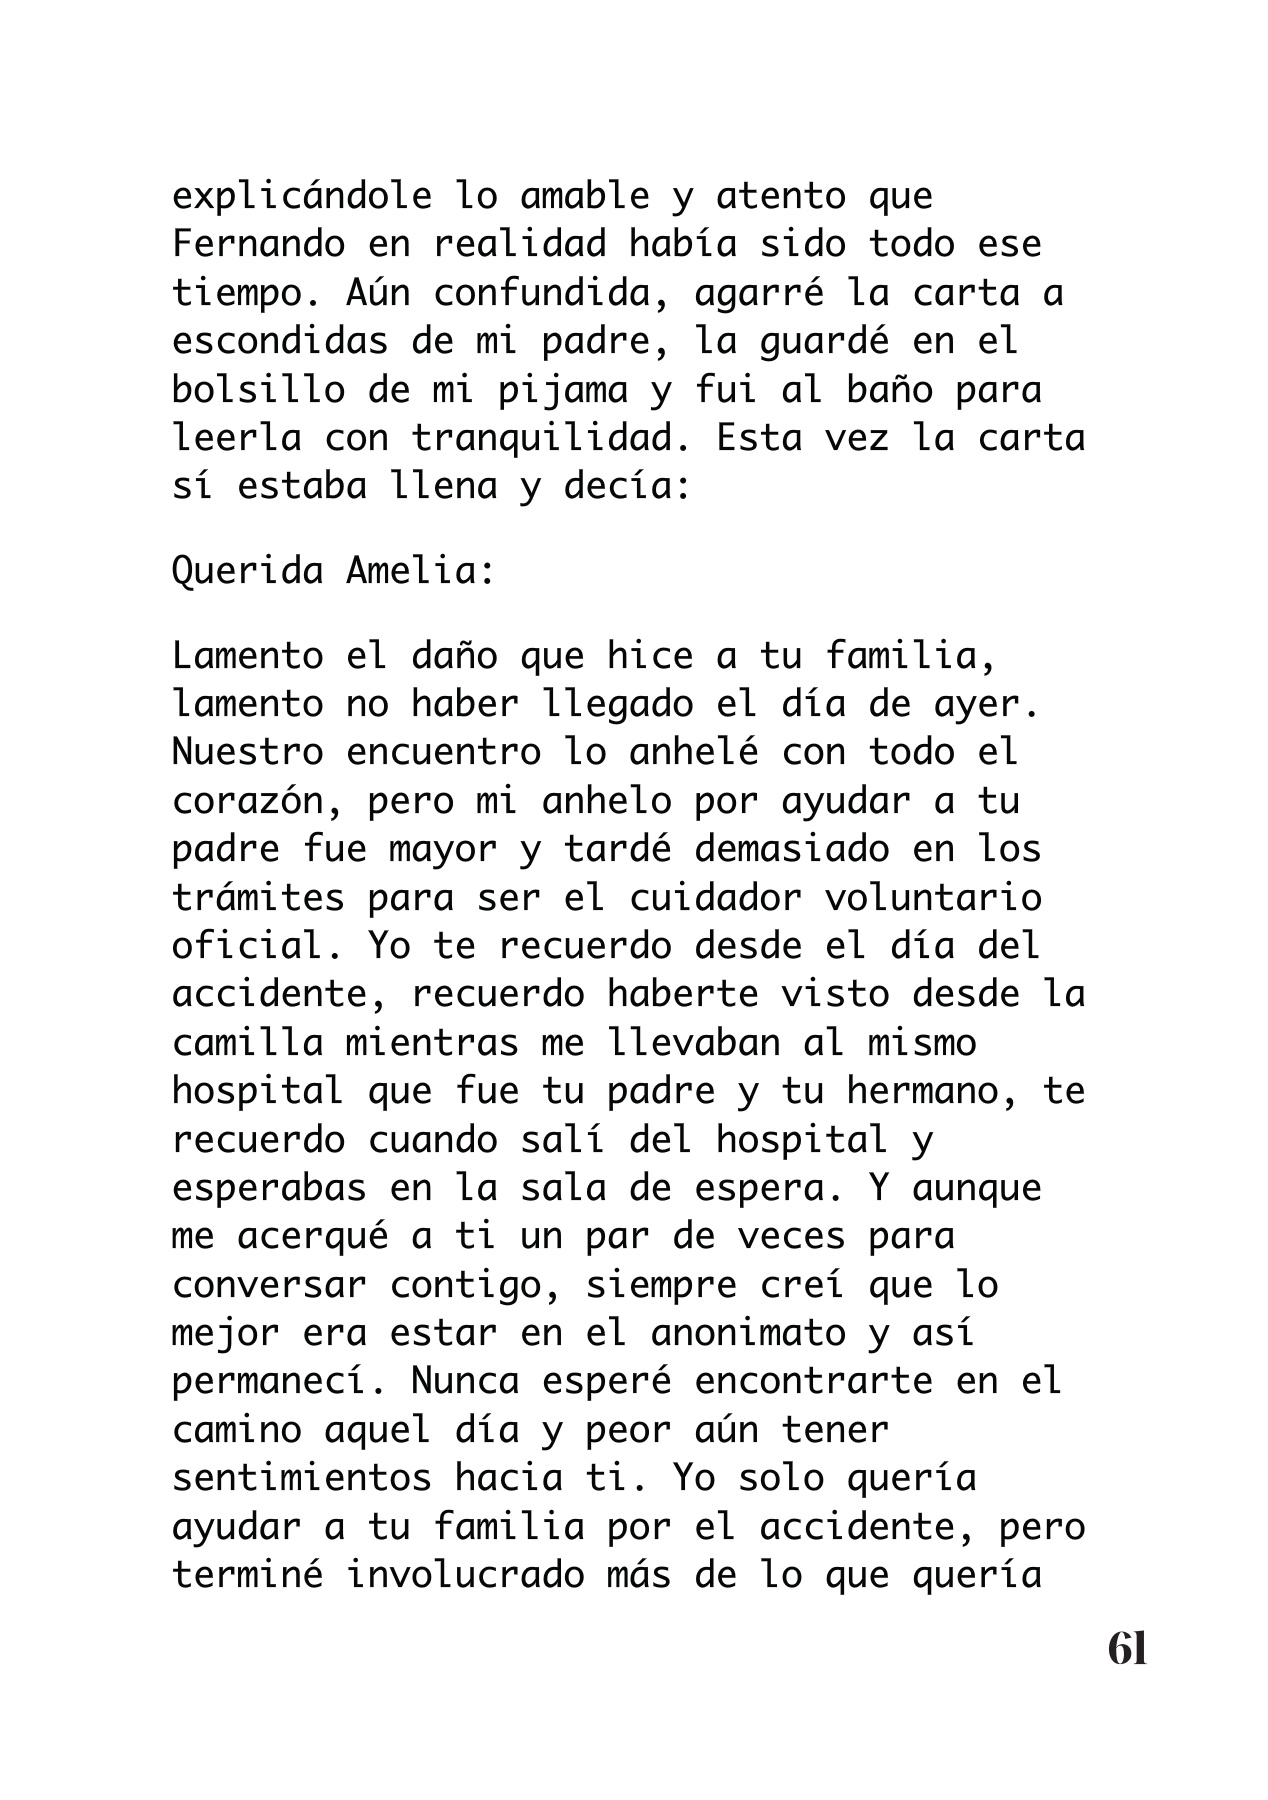 explicándole lo amable y atento que
Fernando en realidad había sido todo ese
tiempo. Aún confundida, agarré la carta a
escondidas de mi padre, la guardé en el
bolsillo de mi pijama y fui al baño para
leerla con tranquilidad. Esta vez la carta
sí estaba llena y decía:
Querida Amelia:
Lamento el daño que hice a tu familia,
lamento no haber llegado el día de ayer.
Nuestro encuentro lo anhelé con todo el
corazón, pero mi anhelo por ayudar a tu
padre fue mayor y tardé demasiado en los
trámites para ser el cuidador voluntario
oficial. Yo te recuerdo desde el día del
accidente, recuerdo haberte visto desde la
camilla mientras me llevaban al mismo
hospital que fue tu padre y tu hermano, te
recuerdo cuando salí del hospital y
esperabas en la sala de espera. Y aunque
me acerqué a ti un par de veces para
conversar contigo, siempre creí que lo
mejor era estar en el anonimato y así
permanecí. Nunca esperé encontrarte en el
camino aquel día y peor aún tener
sentimientos hacia ti. Yo solo quería
ayudar a tu familia por el accidente, pero
terminé involucrado más de lo que quería
61